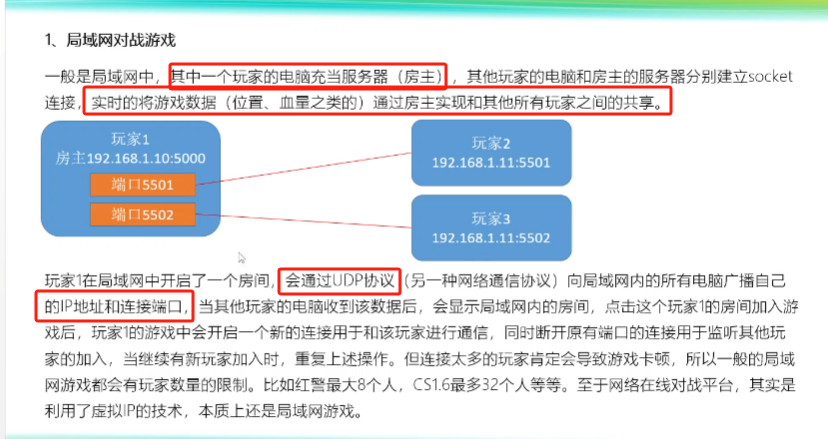 1、局域网对战游戏
一般是局域网中，其中一个玩家的电脑充当服务器（房主），其他玩家的电脑和房主的服务器分别建立socket
连接，实时的将游戏数据（位置、血量之类的）通过房主实现和其他所有玩家之间的共享。
玩家1
房主192.168.1.10:5000
端口5501
端口5502
玩家2
192.168.1.11:5501
玩家3
192.168.1.11:5502
玩家1在局域网中开启了一个房间，会通过UDP协议（另一种网络通信协议）向局域网内的所有电脑广播自己
的IP地址和连接端口，当其他玩家的电脑收到该数据后，会显示局域网内的房间，点击这个玩家1的房间加入游
戏后，玩家1的游戏中会开启一个新的连接用于和该玩家进行通信，同时断开原有端口的连接用于监听其他玩
家的加入，当继续有新玩家加入时，重复上述操作。但连接太多的玩家肯定会导致游戏卡顿，所以一般的局域
网游戏都会有玩家数量的限制。比如红警最大8个人，CS1.6最多32个人等等。至于网络在线对战平台，其实是
利用了虚拟IP的技术，本质上还是局域网游戏。